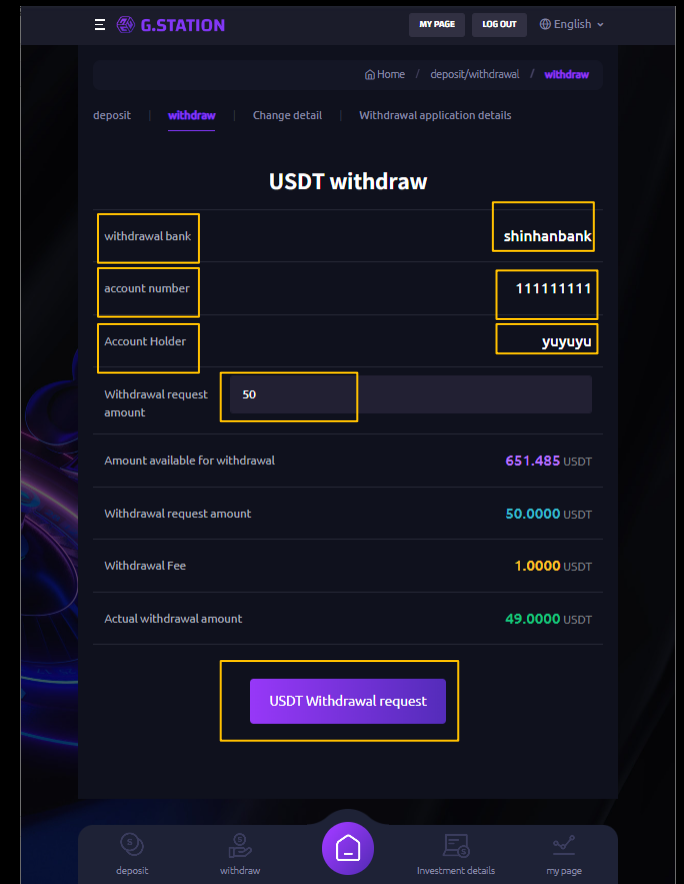 G.STATION MY PAGE LOG OUT English
Home / deposit/withdrawal / withdraw
deposit | withdraw | Change detail | Withdrawal application details
USDT withdraw
withdrawal bank shinhanbank
account number 111111111
Account Holder yuyuyu
Withdrawal request
amount
50
Amount available for withdrawal 651.485 USDT
Withdrawal request amount 50.0000 USDT
Withdrawal Fee 1.0000 USDT
Actual withdrawal amount 49.0000 USDT
USDT Withdrawal request
deposit withdraw Investment details my page